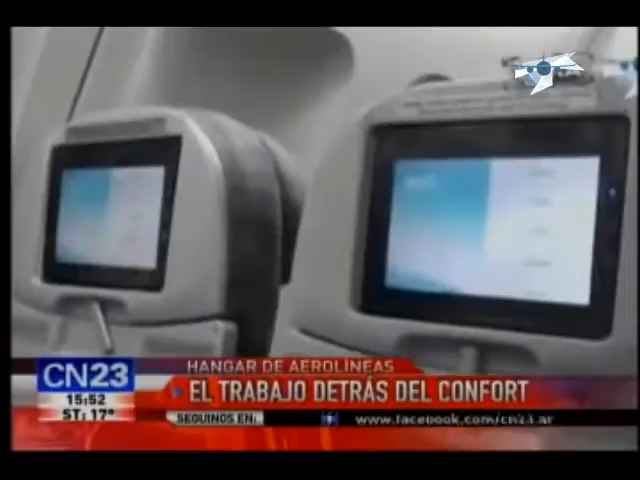 HANGAR DE AEROLÍNEAS
CN23
EL TRABAJO DETRÁS DEL CONFORT
15:52
ST: 17°
SEGUINOS EN:
www.facebook.com/cn23.ar